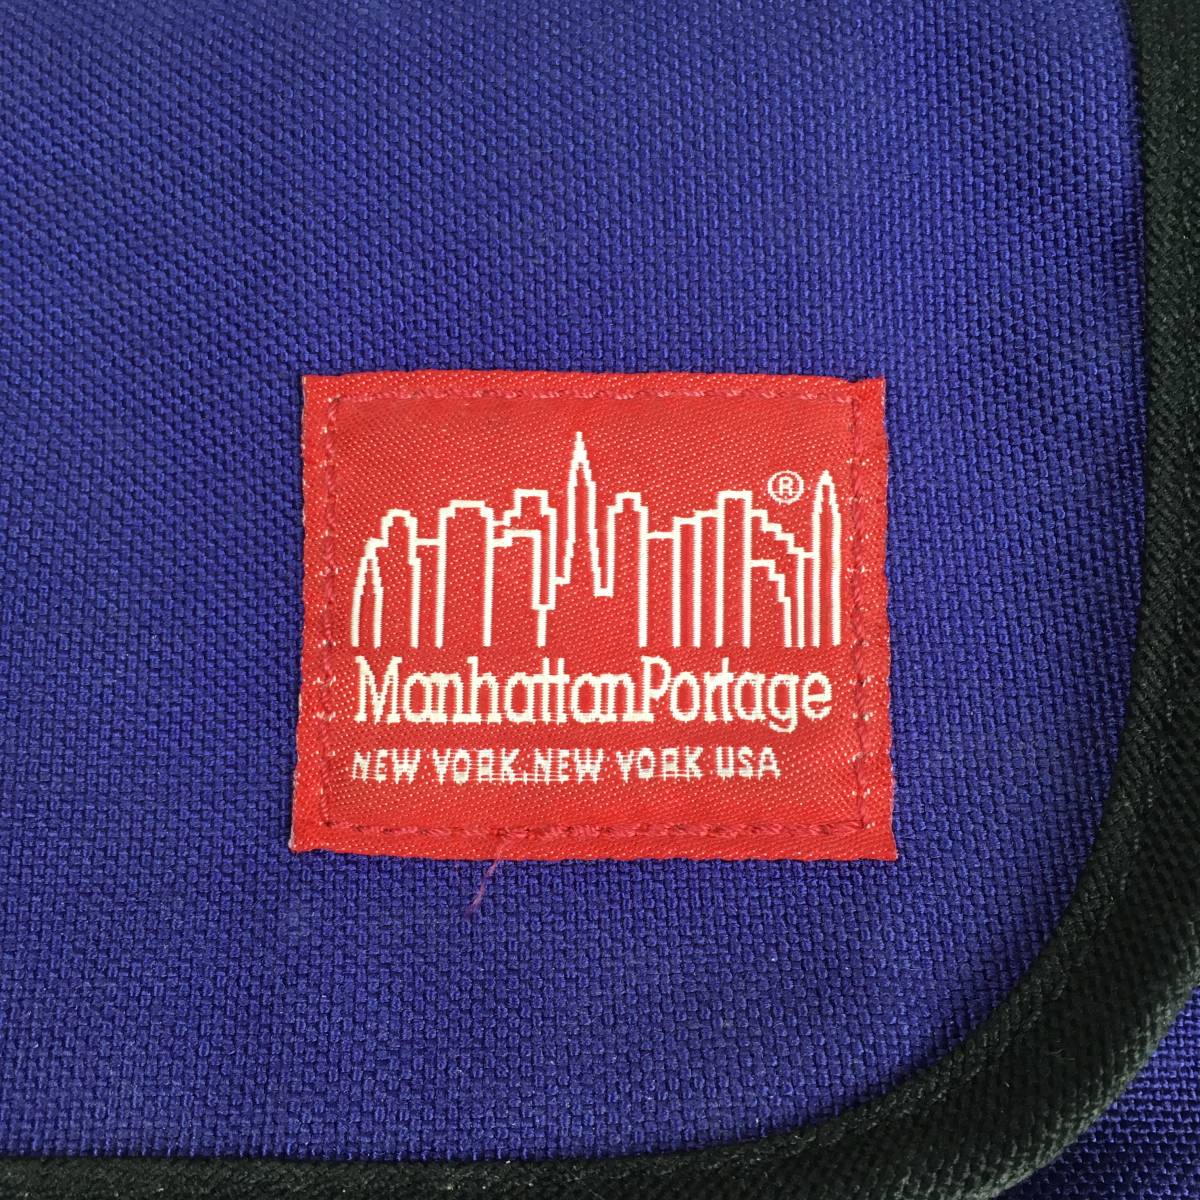 ®
ManhattanPortage
NEW YORK, NEW YORK USA